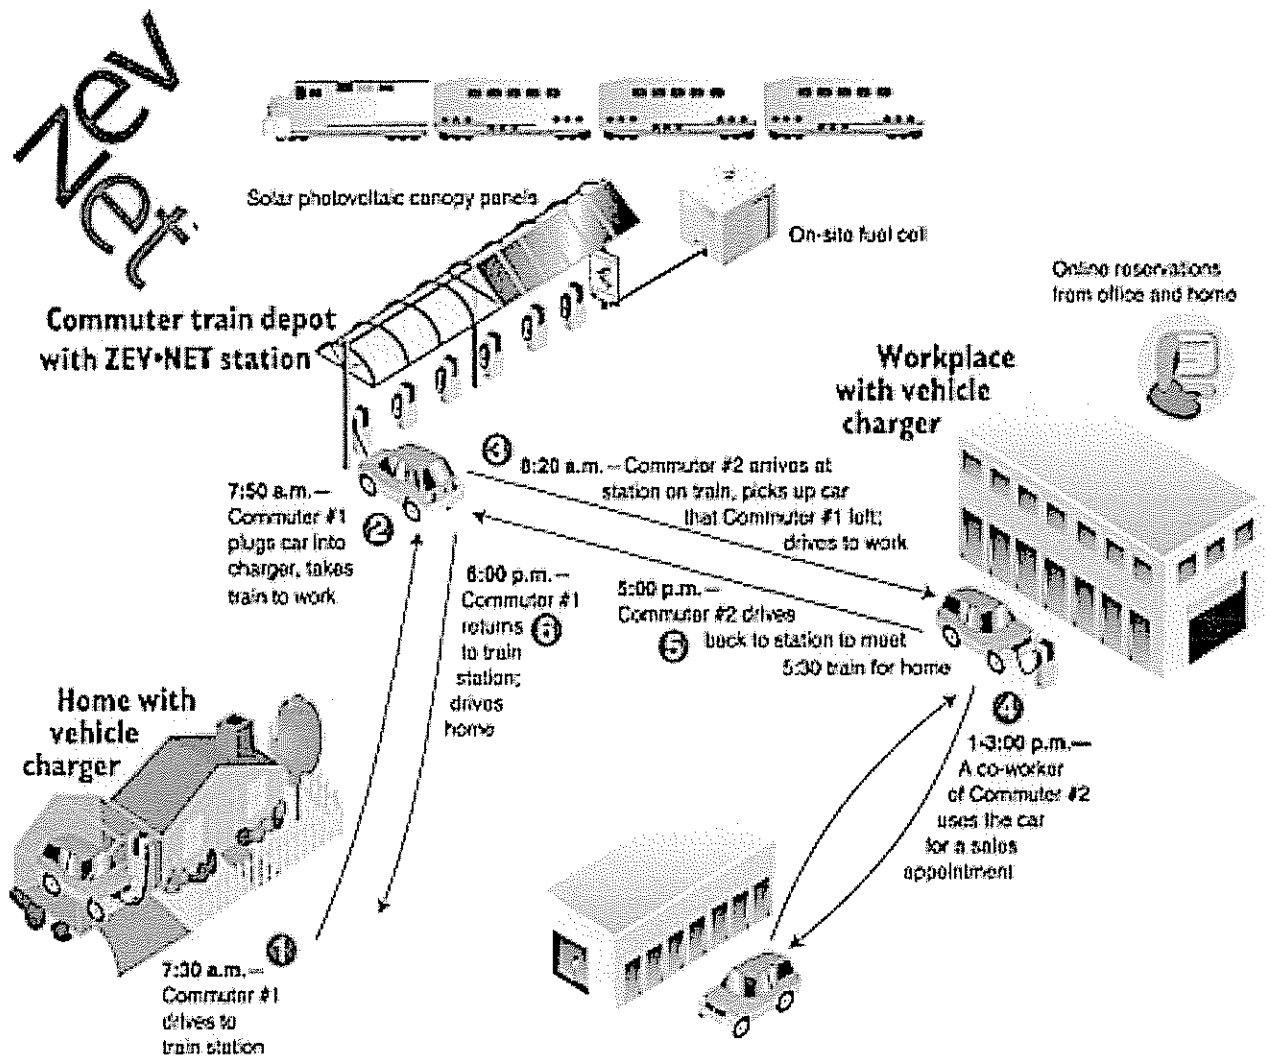 zev
net.
Solar photovoltaic canopy panels
On-site fuel cell
Online reservations
from office and home
Commuter train depot
with ZEV•NET station
Workplace
with vehicle
charger
3
8:20 a.m.—Commuter #2 arrives at
station on train, picks up car
that Commuter #1 left;
drives to work
7:50 a.m.—
Commuter #1
plugs car into
charger, takes
train to work
2
6:00 p.m.—
Commuter #1
returns
to train
station;
drives
home
5:00 p.m.—
Commuter #2 drives
back to station to meet
5:30 train for home
5
4
1-3:00 p.m.—
A co-worker
of Commuter #2
uses the car
for a sales
appointment
Home with
vehicle
charger
1
7:30 a.m.—
Commuter #1
drives to
train station